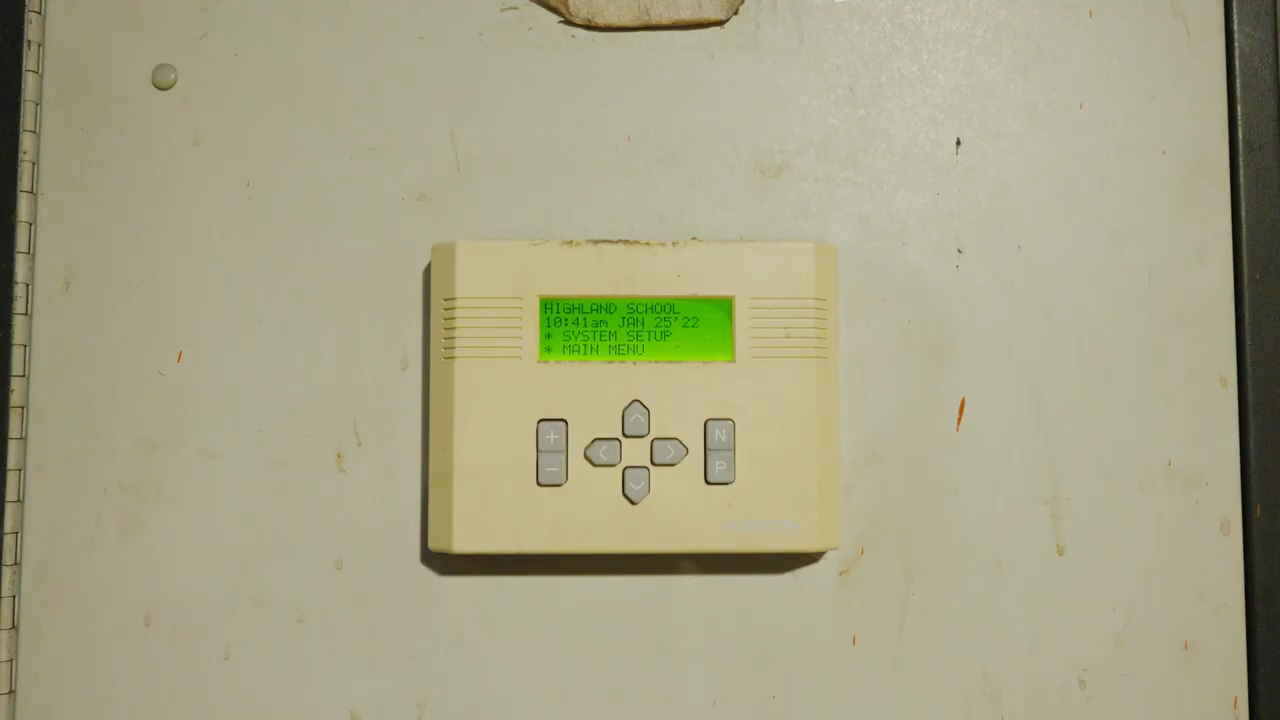 HIGHLAND SCHOOL
10:41am JAN 25'22
* SYSTEM SETUP
* MAIN MENU
+
N
−
P